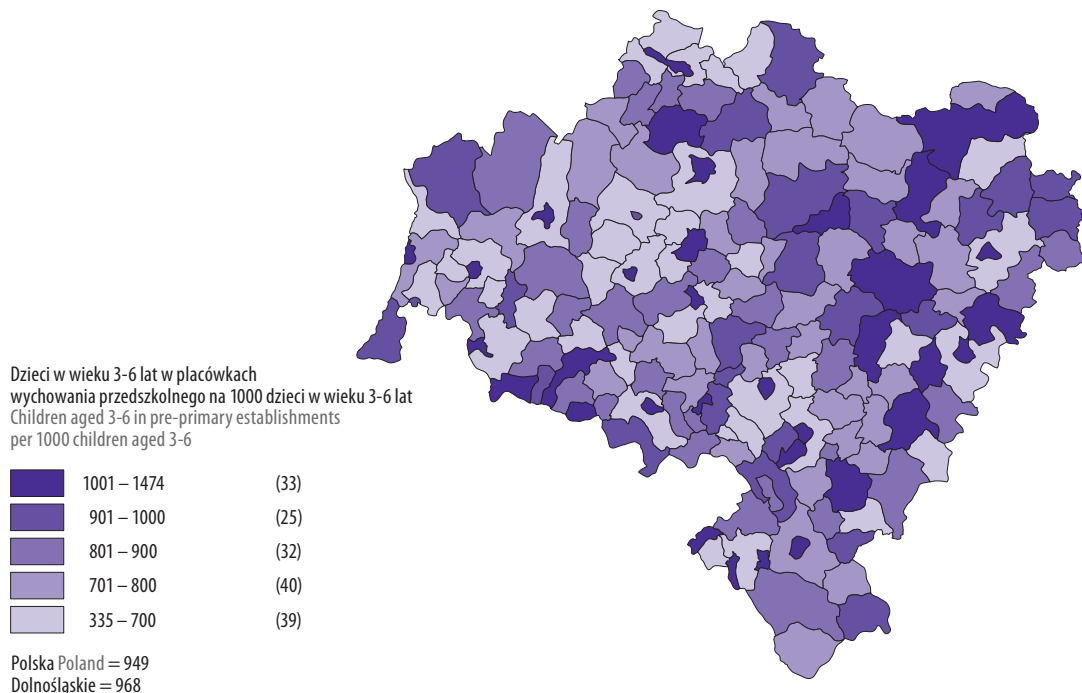 Dzieci w wieku 3-6 lat w placówkach
wychowania przedszkolnego na 1000 dzieci w wieku 3-6 lat
Children aged 3-6 in pre-primary establishments
per 1000 children aged 3-6
1001 – 1474 (33)
901 – 1000 (25)
801 – 900 (32)
701 – 800 (40)
335 – 700 (39)
Polska Poland = 949
Dolnośląskie = 968